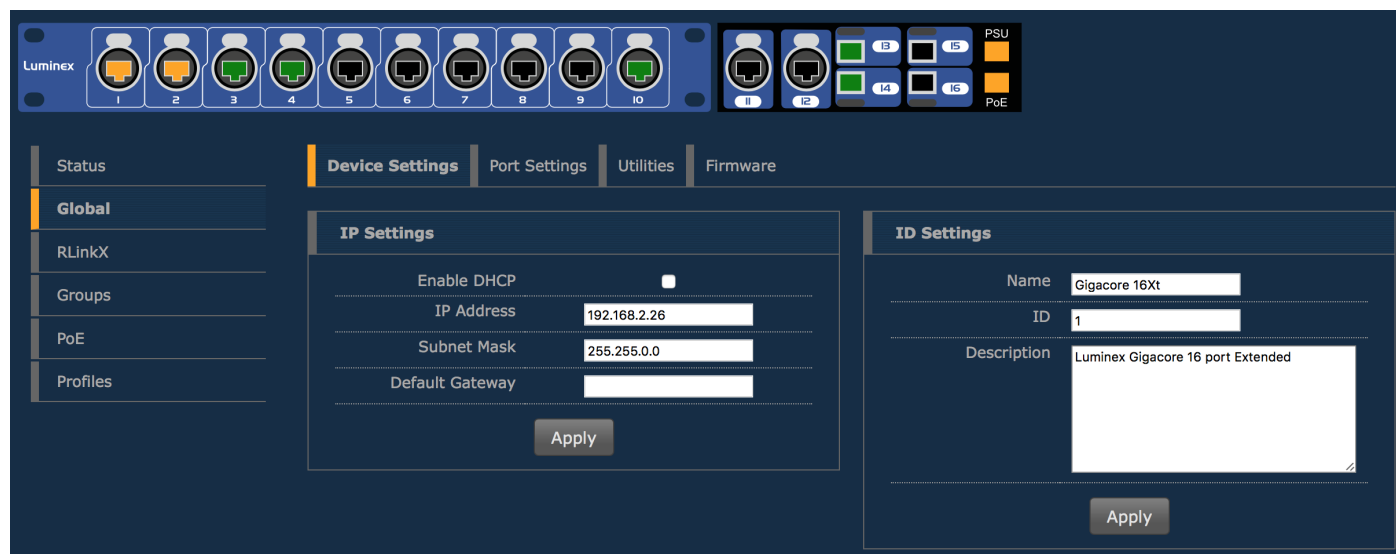 PSU
LUMINEX
1 2 3 4 5 6 7 8 9 10 11 12 13 14 15 16
PoE
Status
Global
RLinkX
Groups
PoE
Profiles
Device Settings Port Settings Utilities Firmware
IP Settings
Enable DHCP
IP Address 192.168.2.26
Subnet Mask 255.255.0.0
Default Gateway
Apply
ID Settings
Name Gigacore 16Xt
ID 1
Description Luminex Gigacore 16 port Extended
Apply